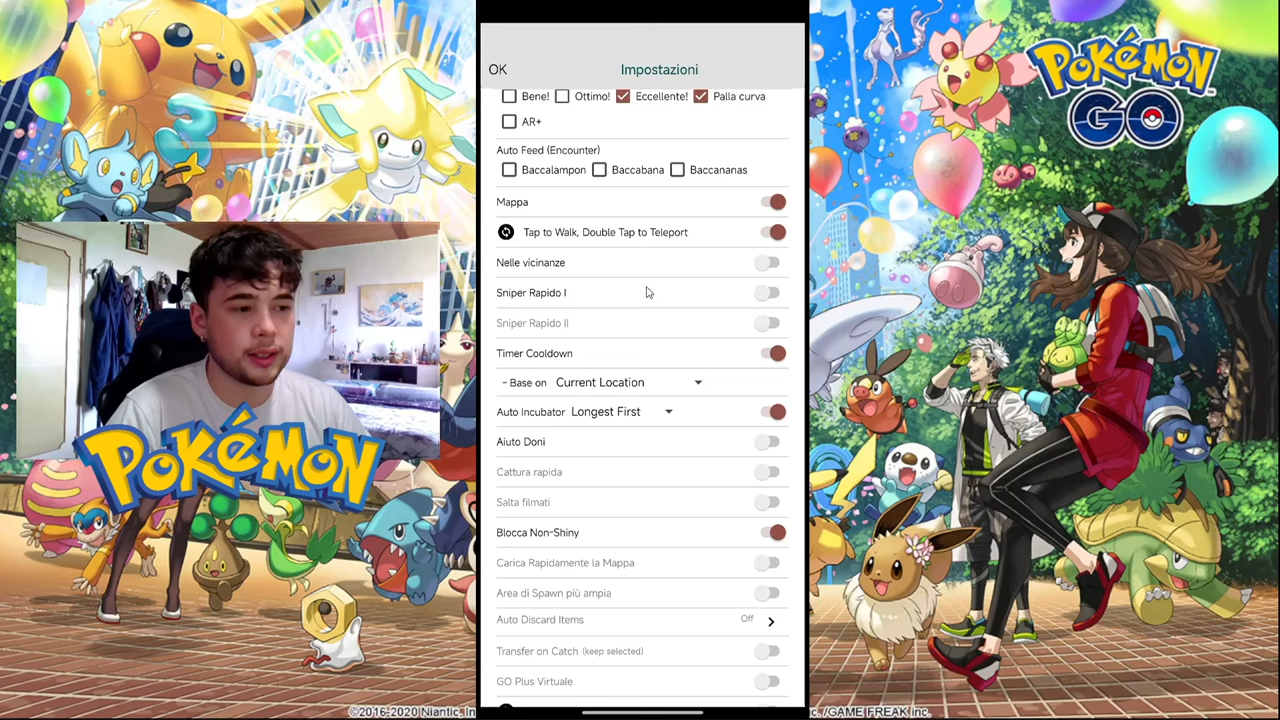 OK Impostazioni
Bene! Ottimo! Eccellente! Palla curva
AR+
Auto Feed (Encounter)
Baccalampon Baccabana Baccananas
Mappa
Tap to Walk, Double Tap to Teleport
Nelle vicinanze
Sniper Rapido I
Sniper Rapido II
Timer Cooldown
- Base on Current Location
Auto Incubator Longest First
Aiuto Doni
Cattura rapida
Salta filmati
Blocca Non-Shiny
Carica Rapidamente la Mappa
Area di Spawn più ampia
Auto Discard Items Off
Transfer on Catch (keep selected)
GO Plus Virtuale
POKéMON
POKéMON
GO
©2016-2020 Niantic, In
c. /GAME FREAK inc.